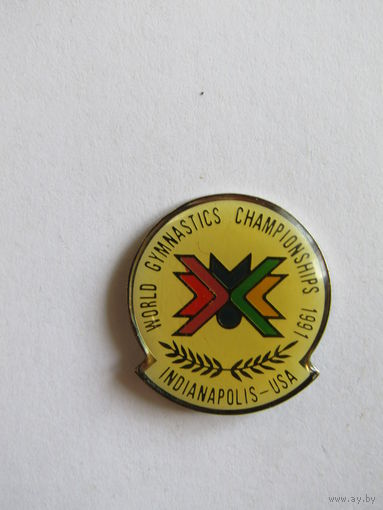 WORLD GYMNASTICS CHAMPIONSHIPS 1991
INDIANAPOLIS-USA
www.ay.by